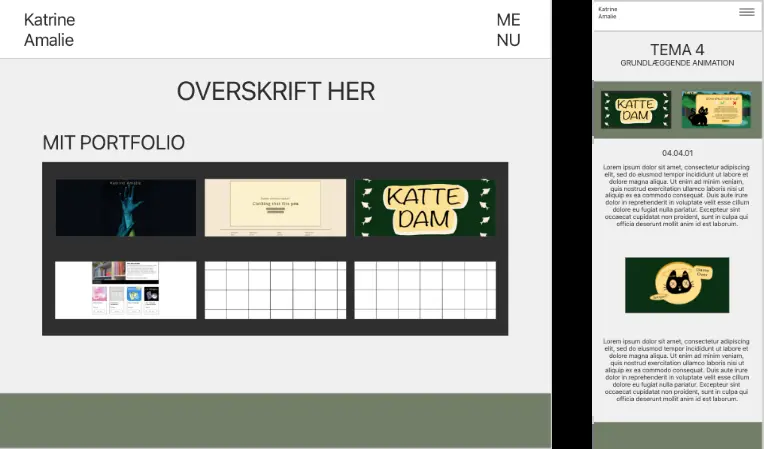 Katrine
Amalie
ME
NU
OVERSKRIFT HER
MIT PORTFOLIO
KATTE
DAM
Katrine
Amalie
TEMA 4
GRUNDLÆGGENDE ANIMATION
KATTE
DAM
04.04.01
Lorem ipsum dolor sit amet, consectetur adipiscing
elit, sed do eiusmod tempor incididunt ut labore et
dolore magna aliqua. Ut enim ad minim veniam,
quis nostrud exercitation ullamco laboris nisi ut
aliquip ex ea commodo consequat. Duis aute irure
dolor in reprehenderit in voluptate velit esse cillum
dolore eu fugiat nulla pariatur. Excepteur sint
occaecat cupidatat non proident, sunt in culpa qui
officia deserunt mollit anim id est laborum.
Lorem ipsum dolor sit amet, consectetur adipiscing
elit, sed do eiusmod tempor incididunt ut labore et
dolore magna aliqua. Ut enim ad minim veniam,
quis nostrud exercitation ullamco laboris nisi ut
aliquip ex ea commodo consequat. Duis aute irure
dolor in reprehenderit in voluptate velit esse cillum
dolore eu fugiat nulla pariatur. Excepteur sint
occaecat cupidatat non proident, sunt in culpa qui
officia deserunt mollit anim id est laborum.